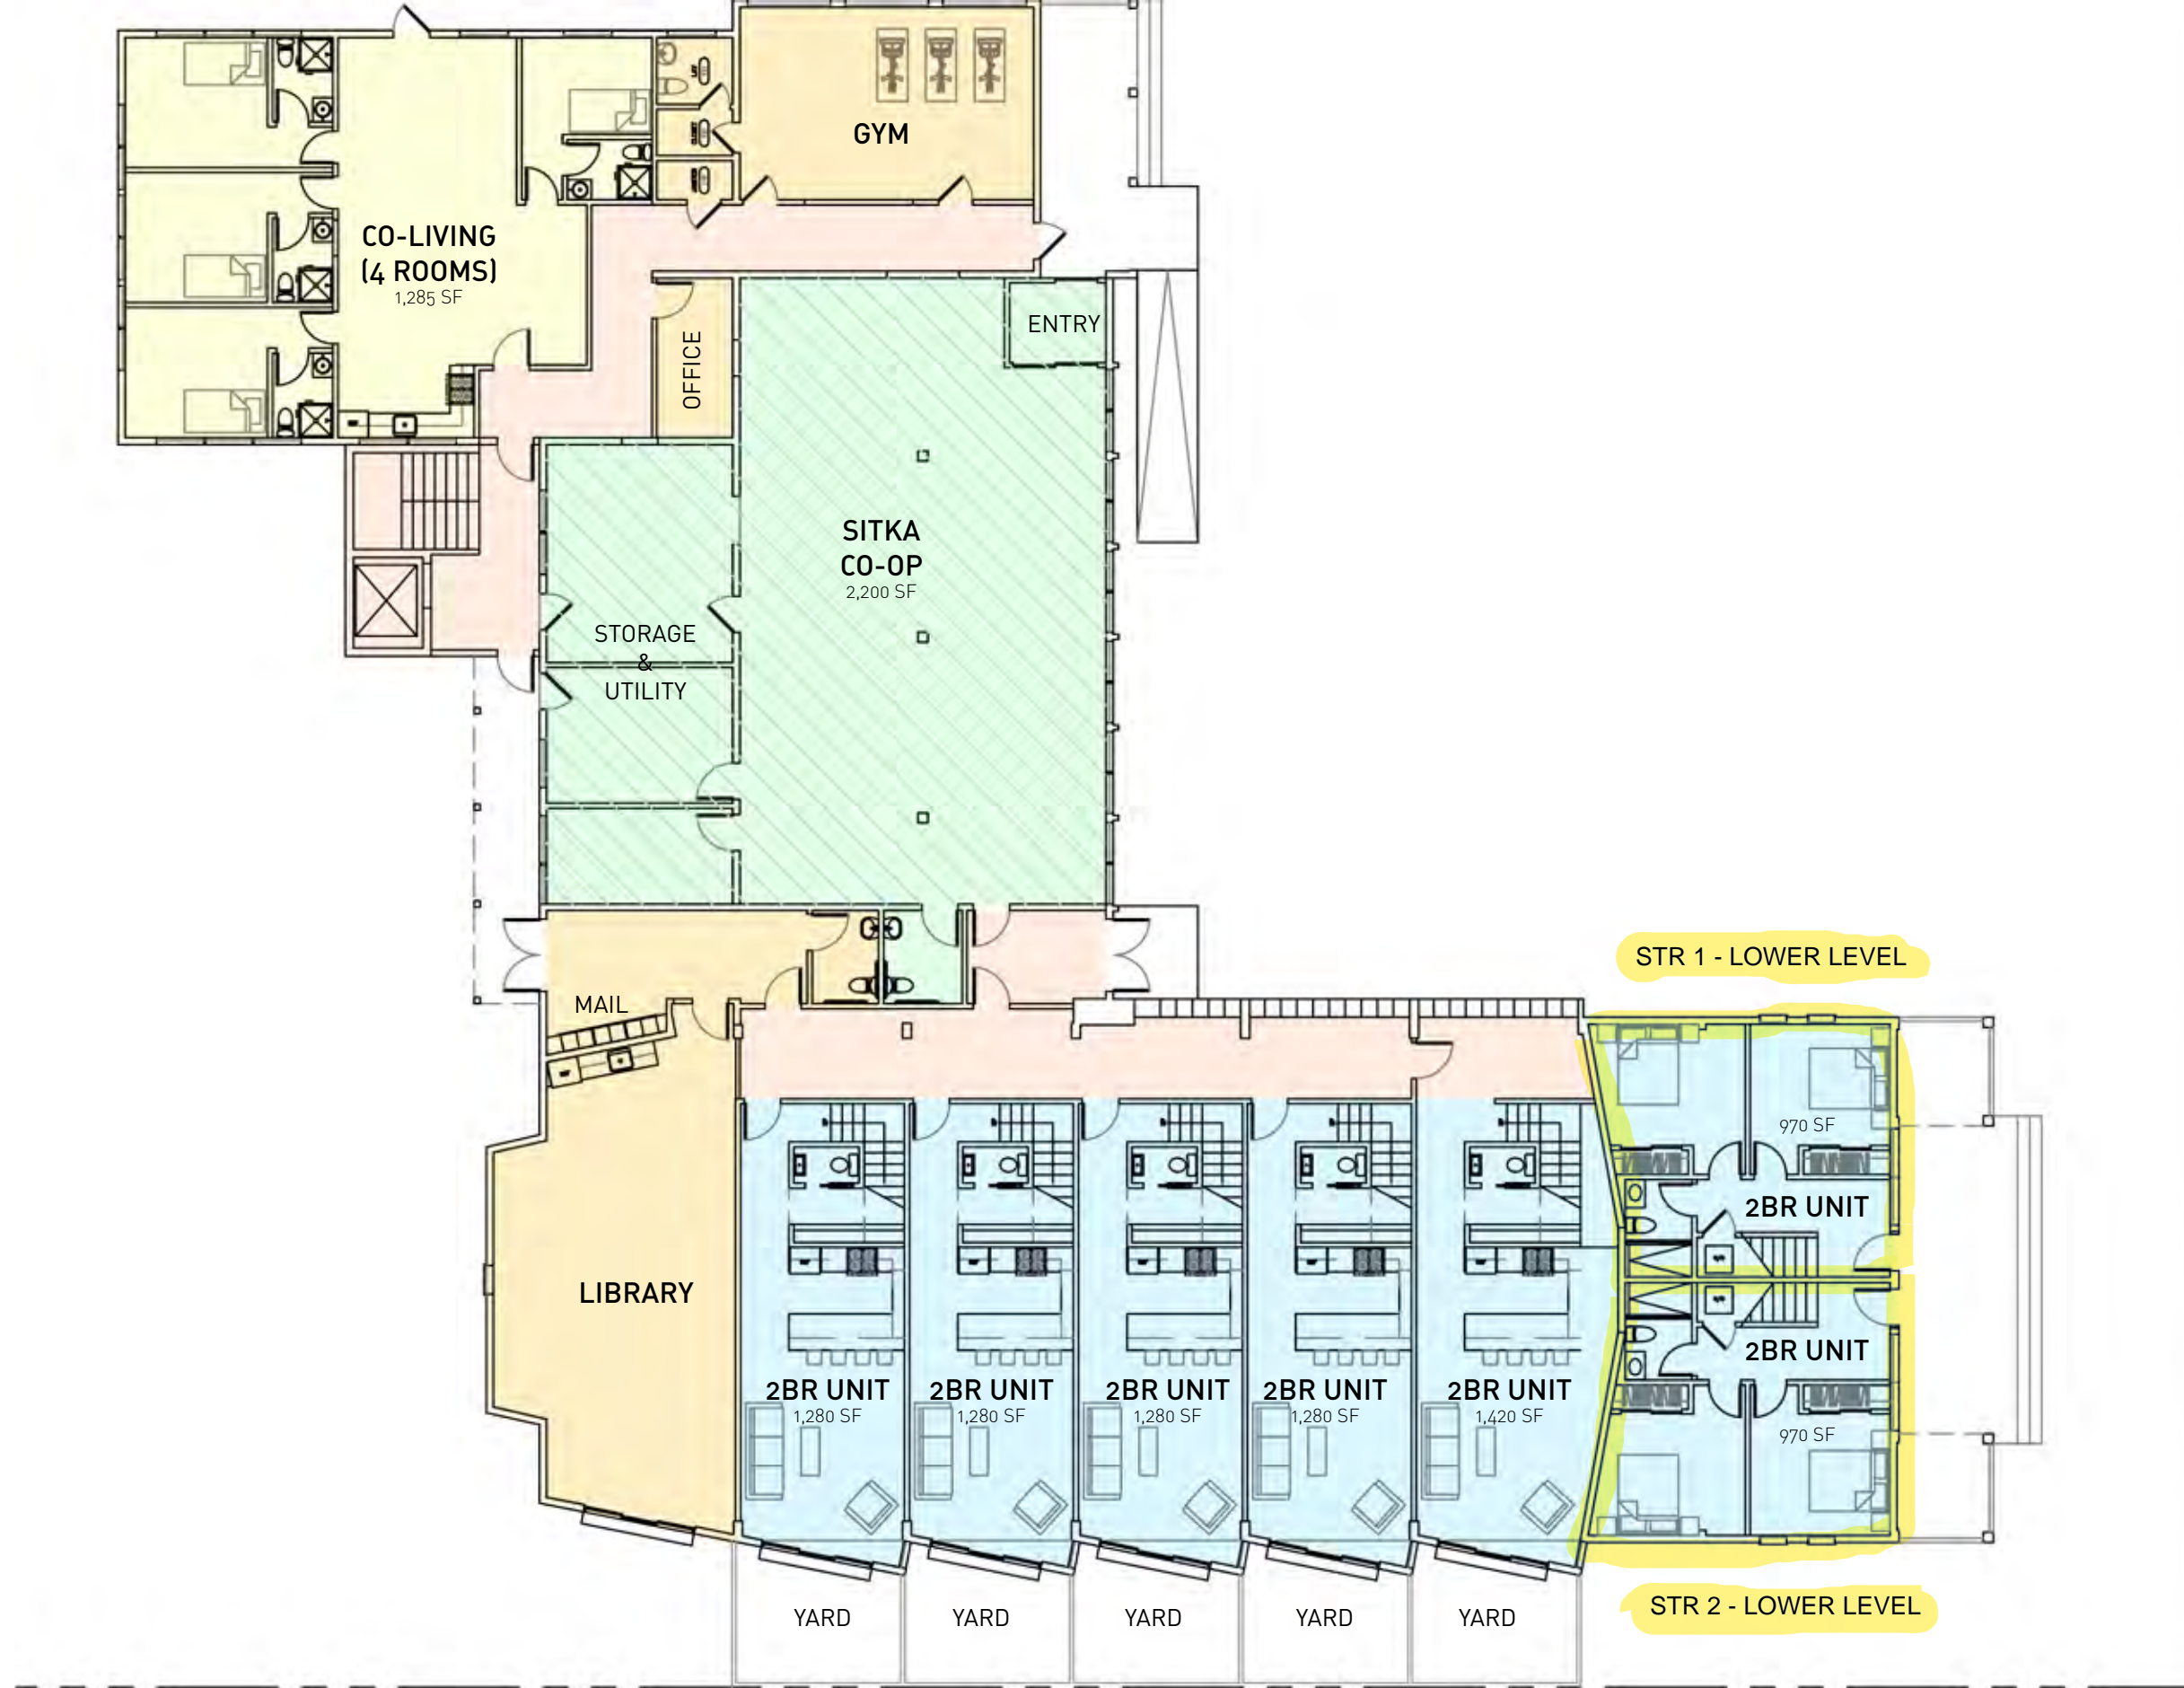 GYM
CO-LIVING
(4 ROOMS)
1,285 SF
OFFICE
ENTRY
SITKA
CO-OP
2,200 SF
STORAGE
&
UTILITY
MAIL
LIBRARY
STR 1 - LOWER LEVEL
970 SF
2BR UNIT
2BR UNIT
970 SF
2BR UNIT
1,280 SF
2BR UNIT
1,280 SF
2BR UNIT
1,280 SF
2BR UNIT
1,280 SF
2BR UNIT
1,420 SF
STR 2 - LOWER LEVEL
YARD
YARD
YARD
YARD
YARD